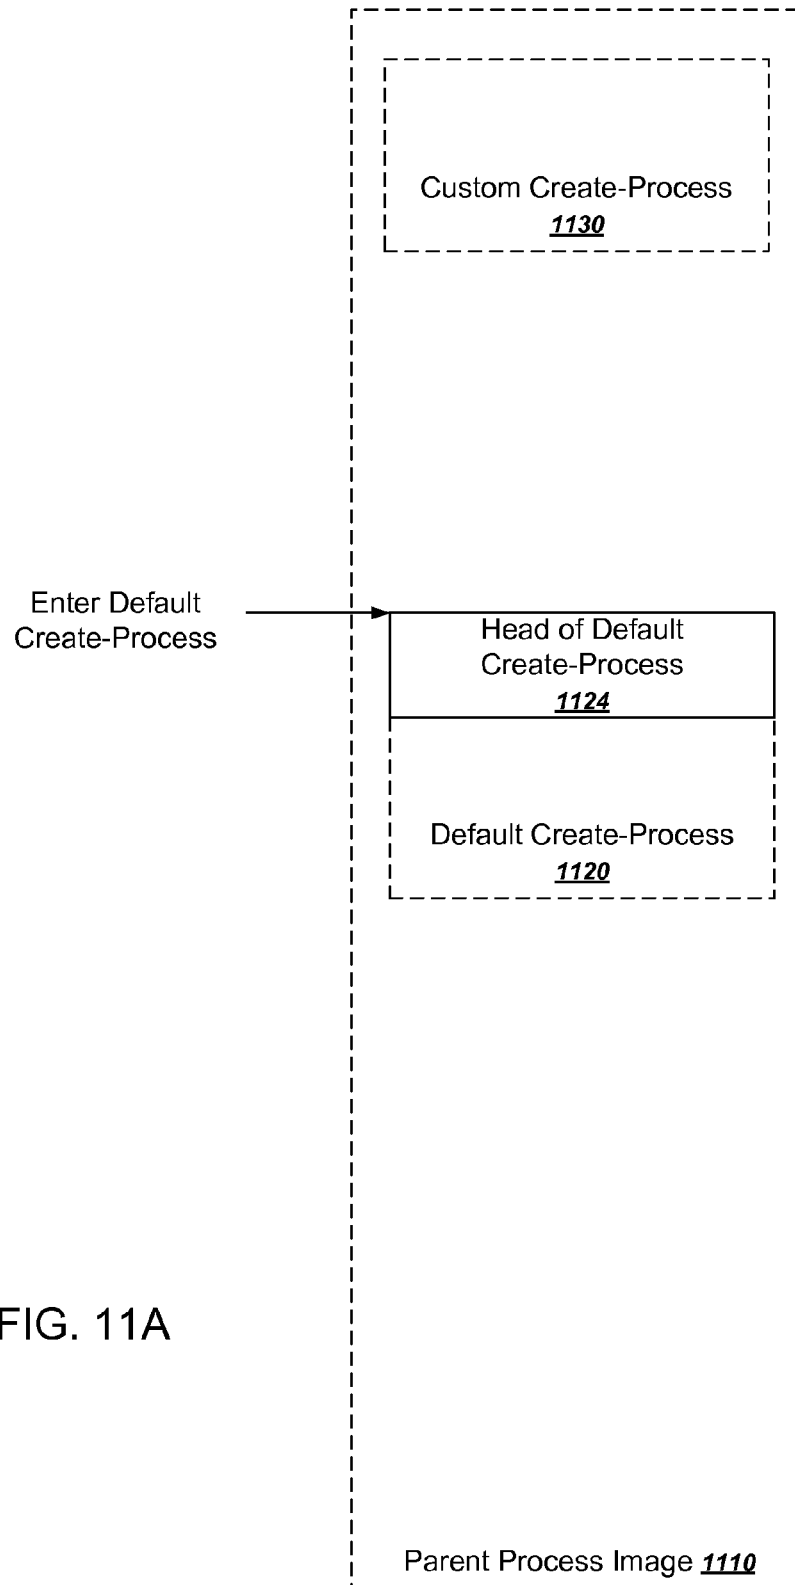 Custom Create-Process
1130
Enter Default
Create-Process
Head of Default
Create-Process
1124
Default Create-Process
1120
FIG. 11A
Parent Process Image 1110